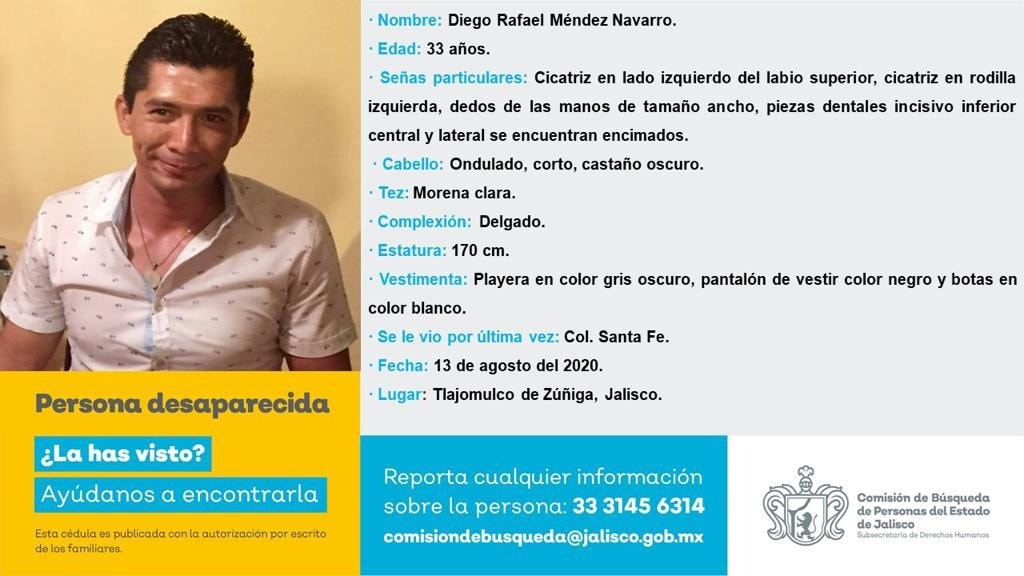 · Nombre: Diego Rafael Méndez Navarro.
· Edad: 33 años.
· Señas particulares: Cicatriz en lado izquierdo del labio superior, cicatriz en rodilla
izquierda, dedos de las manos de tamaño ancho, piezas dentales incisivo inferior
central y lateral se encuentran encimados.
· Cabello: Ondulado, corto, castaño oscuro.
· Tez: Morena clara.
· Complexión: Delgado.
· Estatura: 170 cm.
· Vestimenta: Playera en color gris oscuro, pantalón de vestir color negro y botas en
color blanco.
· Se le vio por última vez: Col. Santa Fe.
· Fecha: 13 de agosto del 2020.
· Lugar: Tlajomulco de Zúñiga, Jalisco.
Persona desaparecida
¿La has visto?
Ayúdanos a encontrarla
Esta cédula es publicada con la autorización por escrito
de los familiares.
Reporta cualquier información
sobre la persona: 33 3145 6314
comisiondebusqueda@jalisco.gob.mx
Comisión de Búsqueda
de Personas del Estado
de Jalisco
Subsecretaría de Derechos Humanos